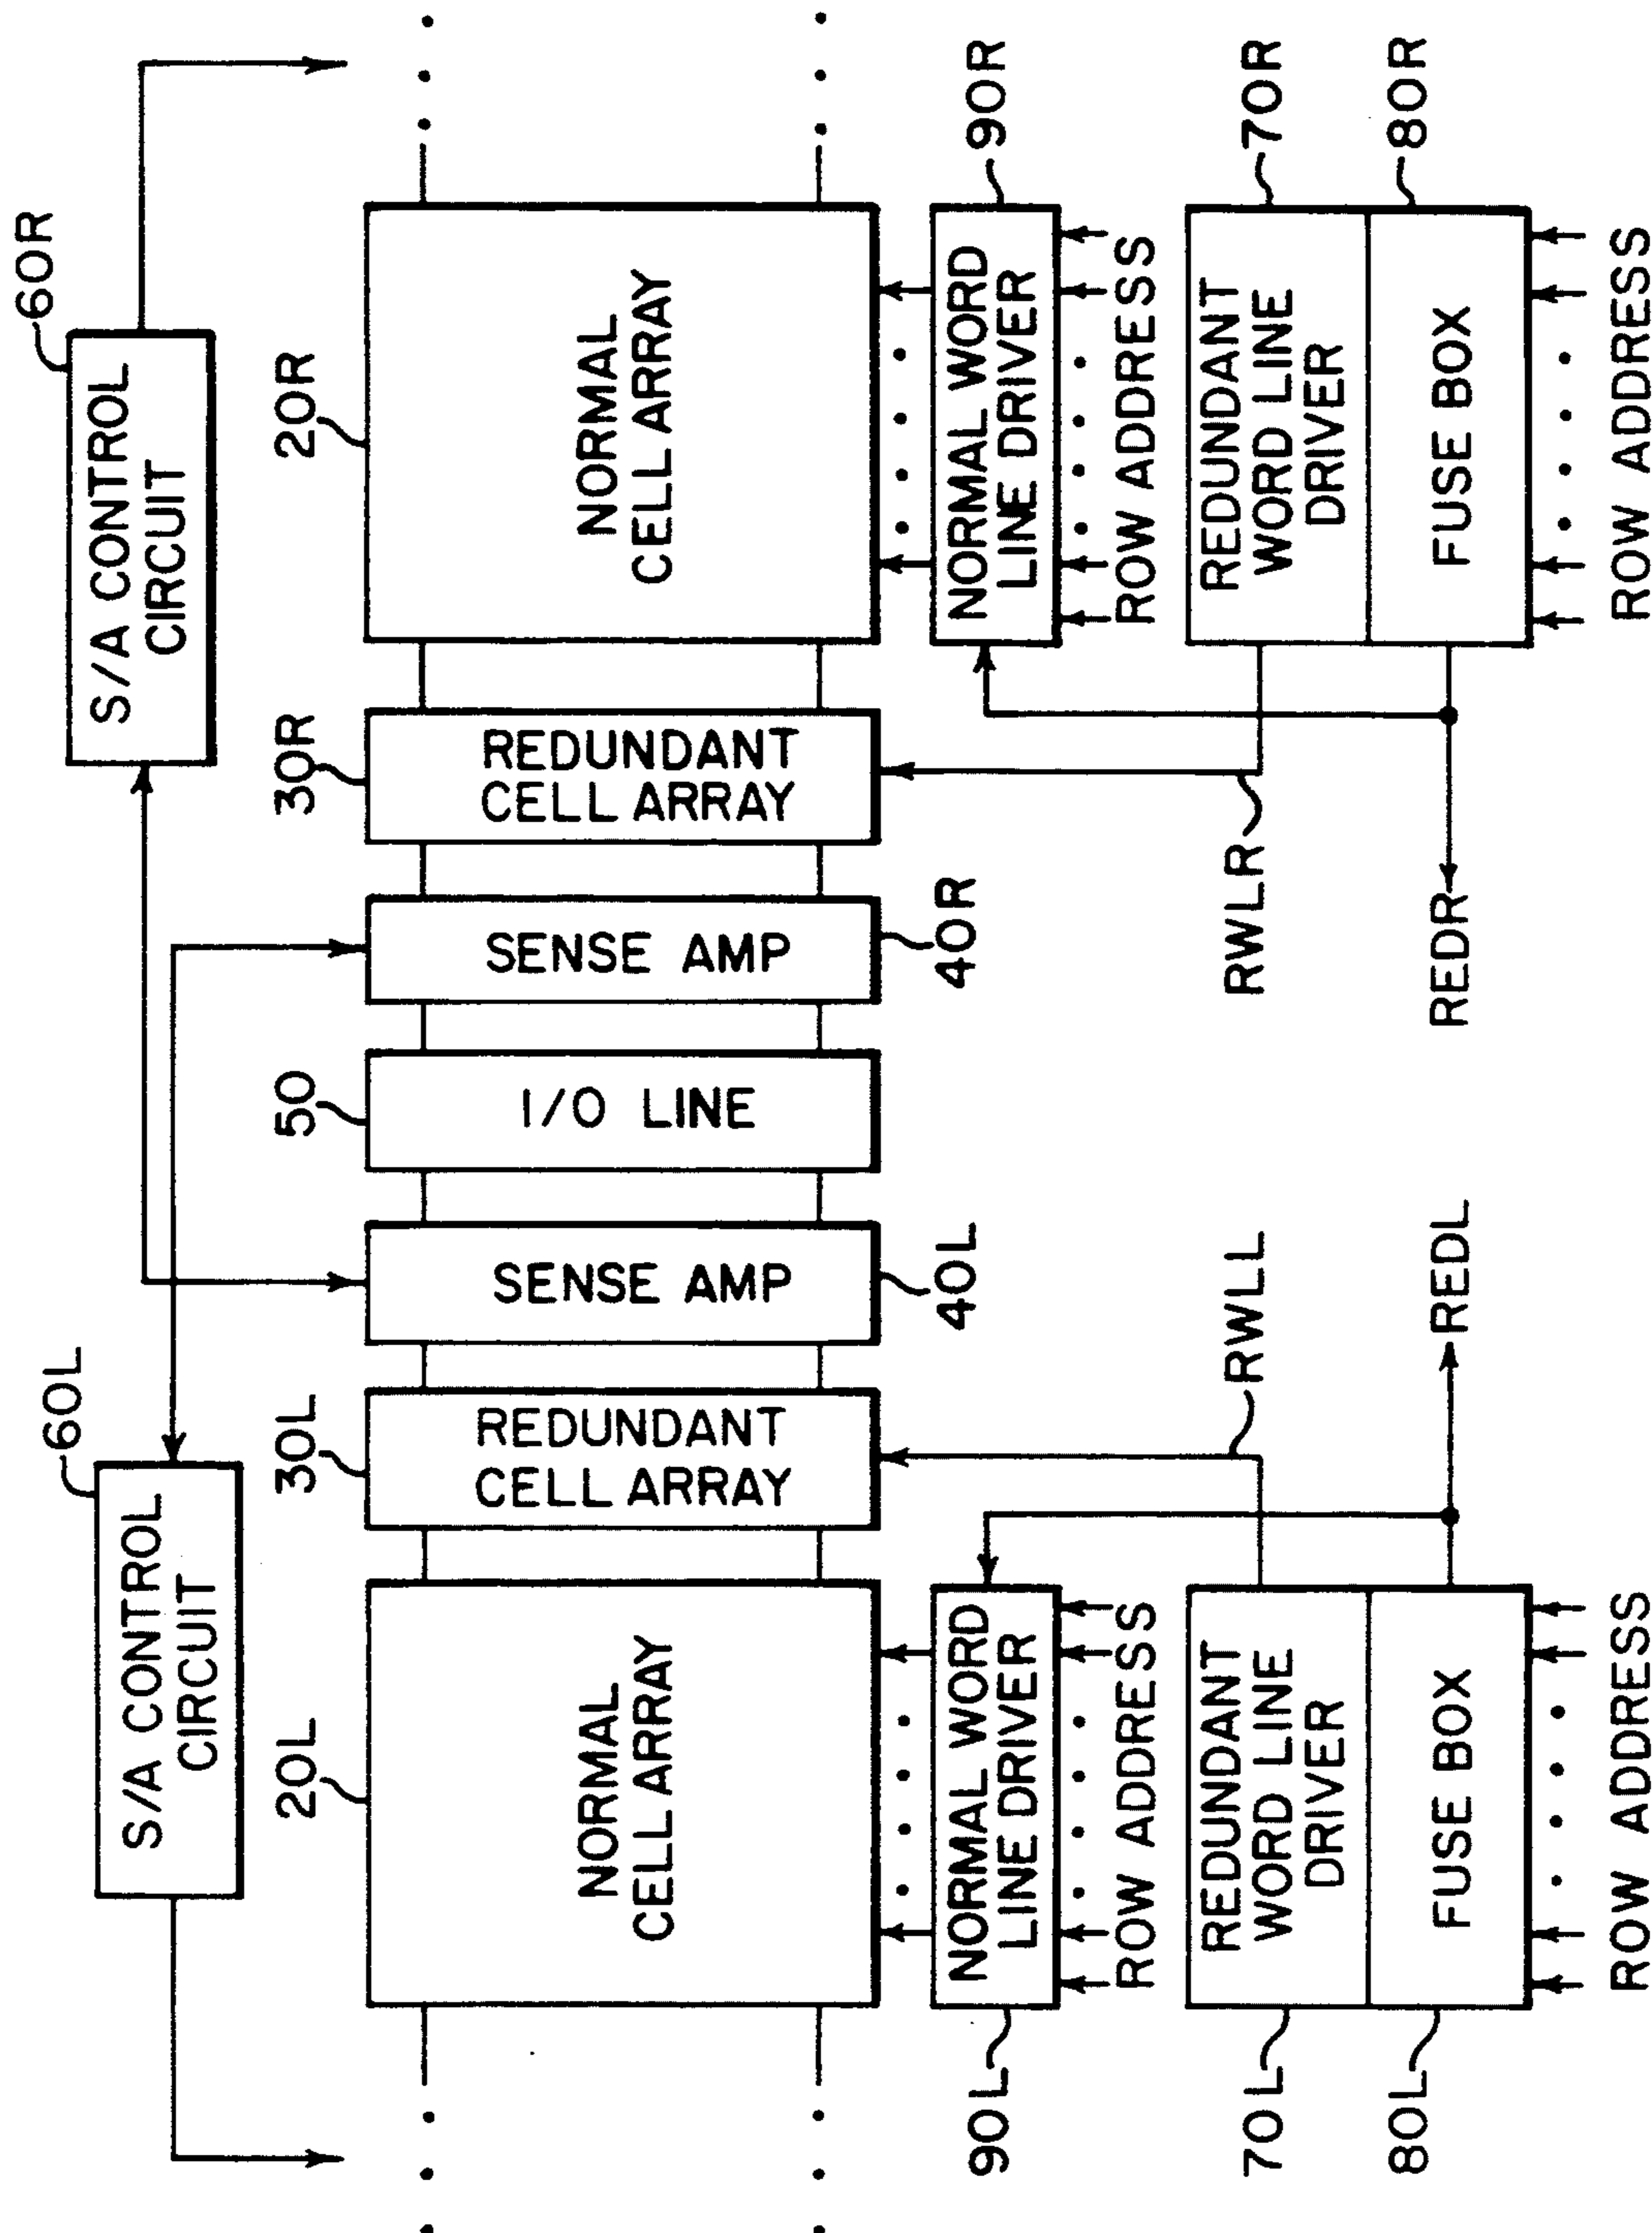 60L
S/A CONTROL
CIRCUIT
60R
S/A CONTROL
CIRCUIT
20L
NORMAL
CELL ARRAY
30L
REDUNDANT
CELL ARRAY
SENSE AMP
40L
50
I/O LINE
SENSE AMP
40R
30R
REDUNDANT
CELL ARRAY
20R
NORMAL
CELL ARRAY
90L
NORMAL WORD
LINE DRIVER
ROW ADDRESS
NORMAL WORD
LINE DRIVER
90R
ROW ADDRESS
70L
REDUNDANT
WORD LINE
DRIVER
RWLL
RWLR
REDUNDANT
WORD LINE
DRIVER
70R
80L
FUSE BOX
REDL
REDR
FUSE BOX
80R
ROW ADDRESS
ROW ADDRESS